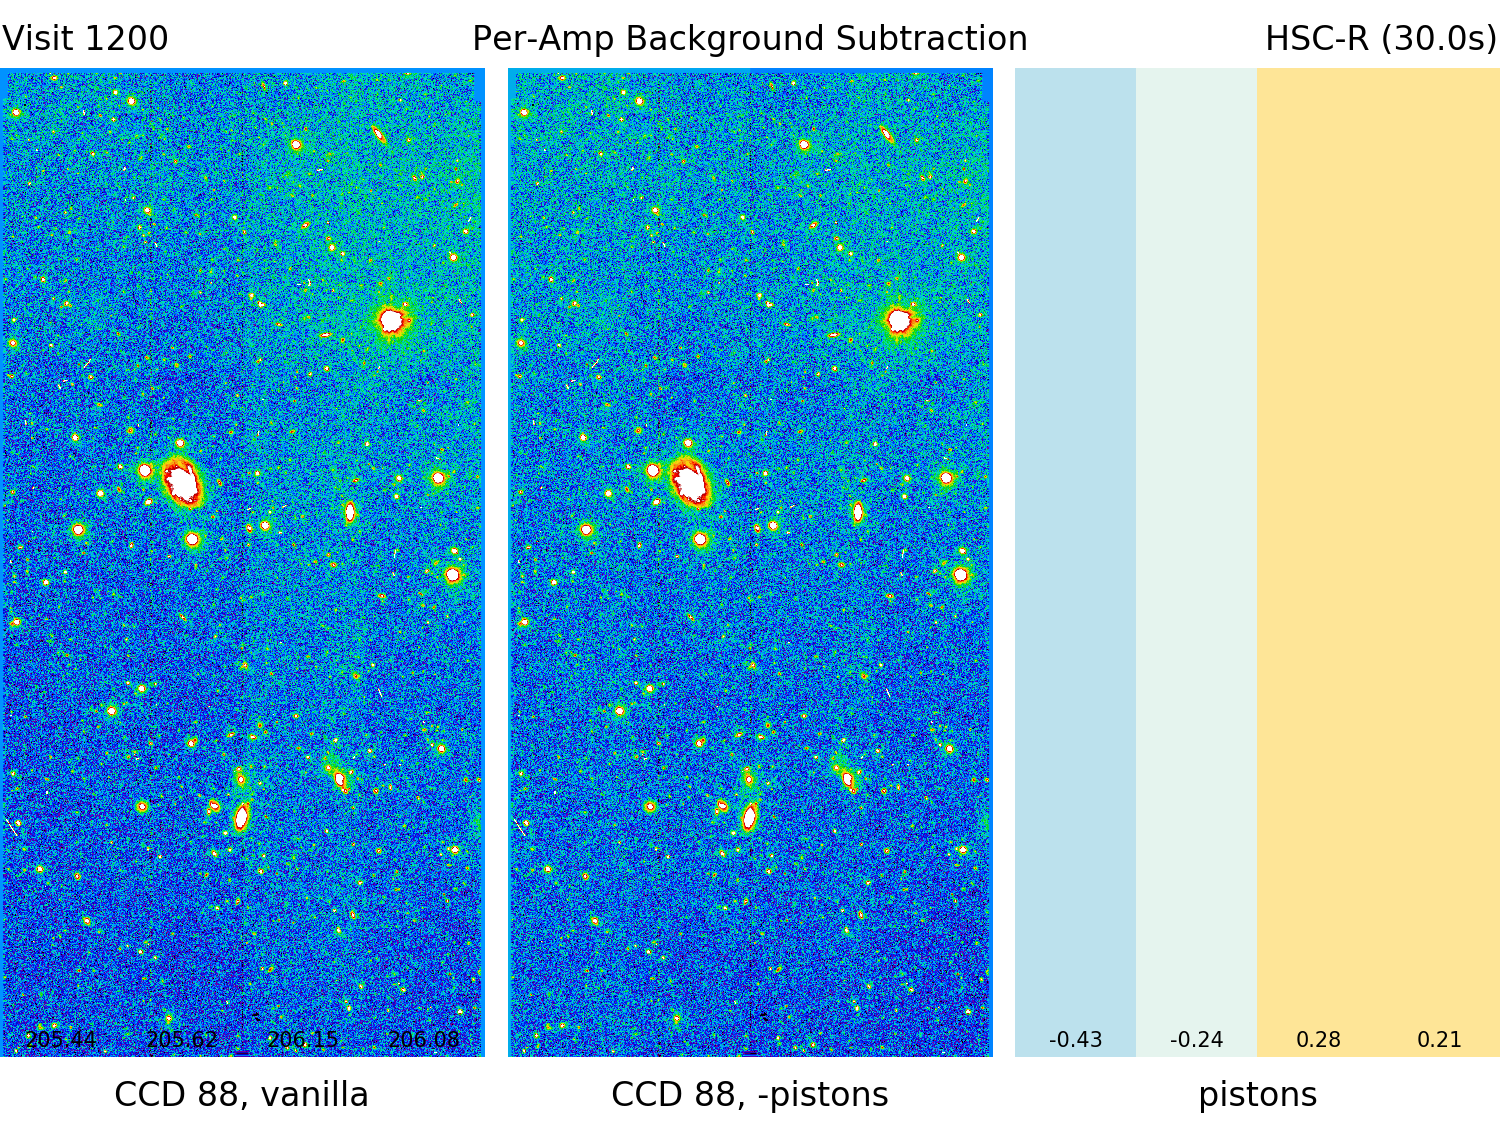 Visit 1200
Per-Amp Background Subtraction
HSC-R (30.0s)
205.44 205.62 206.15 206.08
-0.43 -0.24 0.28 0.21
CCD 88, vanilla
CCD 88, -pistons
pistons